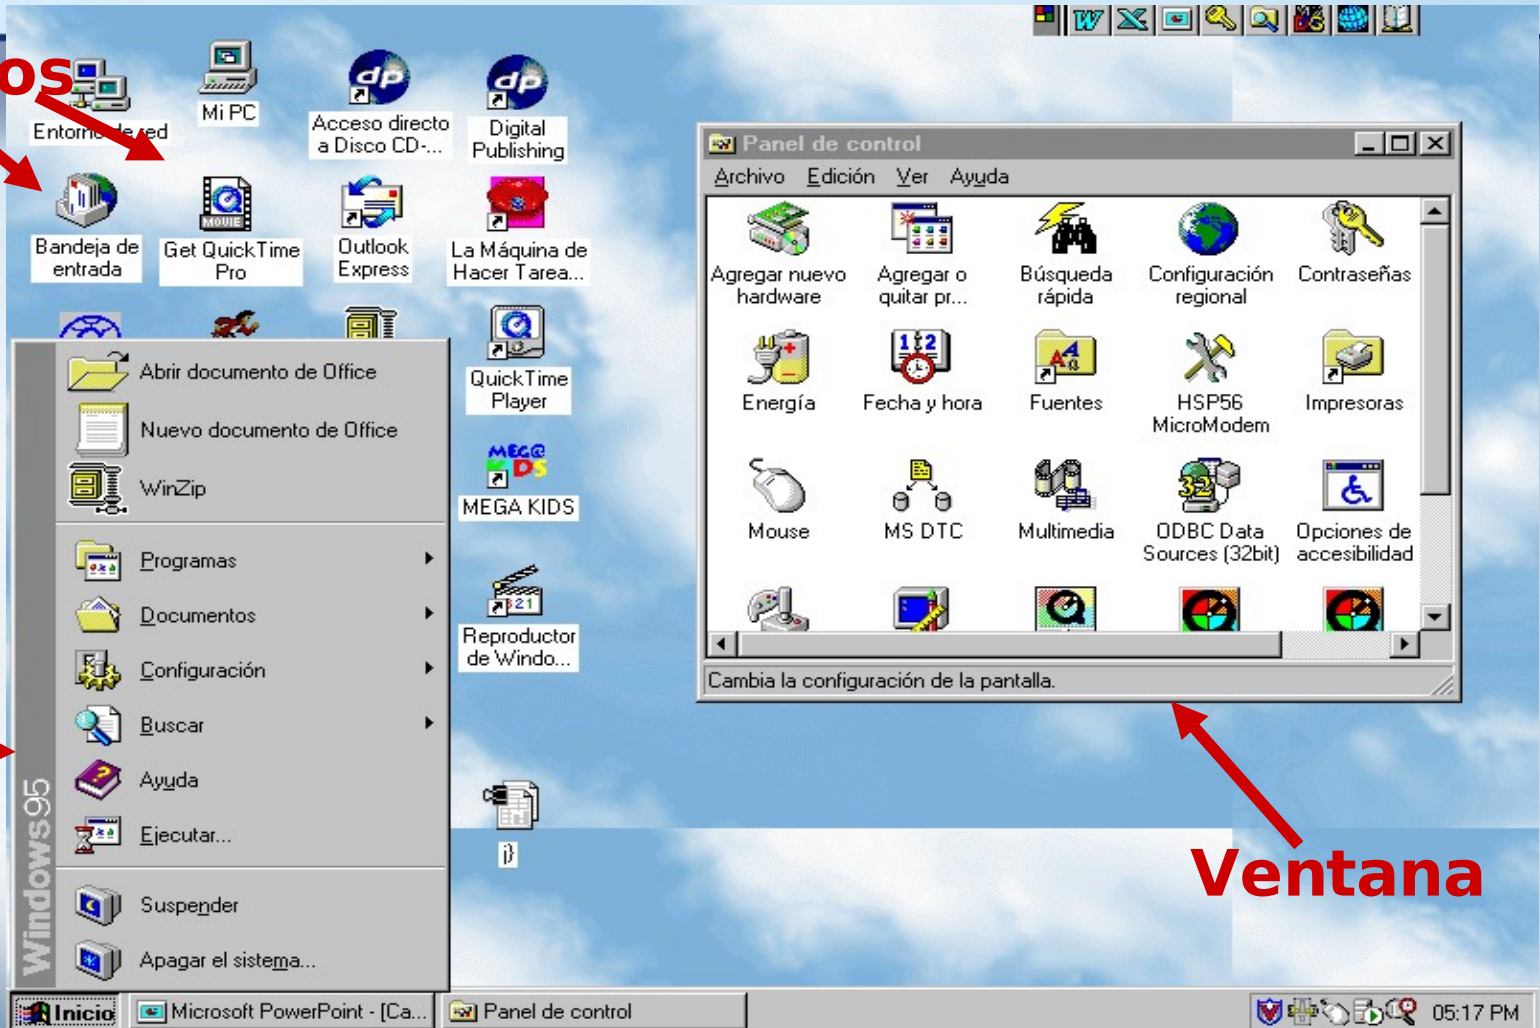 os
Entorno de red
Mi PC
Acceso directo
a Disco CD-...
Digital
Publishing
Bandeja de
entrada
MOVIE
Get QuickTime
Pro
Outlook
Express
La Máquina de
Hacer Tarea...
QuickTime
Player
MEGA KIDS
Reproductor
de Windo...
Panel de control
Archivo Edición Ver Ayuda
Agregar nuevo
hardware
Agregar o
quitar pr...
Búsqueda
rápida
Configuración
regional
Contraseñas
Energía
Fecha y hora
Fuentes
HSP56
MicroModem
Impresoras
Mouse
MS DTC
Multimedia
32
ODBC Data
Sources (32bit)
Opciones de
accesibilidad
Cambia la configuración de la pantalla.
Ventana
Abrir documento de Office
Nuevo documento de Office
WinZip
Programas
Documentos
Configuración
Buscar
Ayuda
Ejecutar...
Suspender
Apagar el sistema...
Windows95
j}
Inicio
Microsoft PowerPoint - [Ca...
Panel de control
05:17 PM